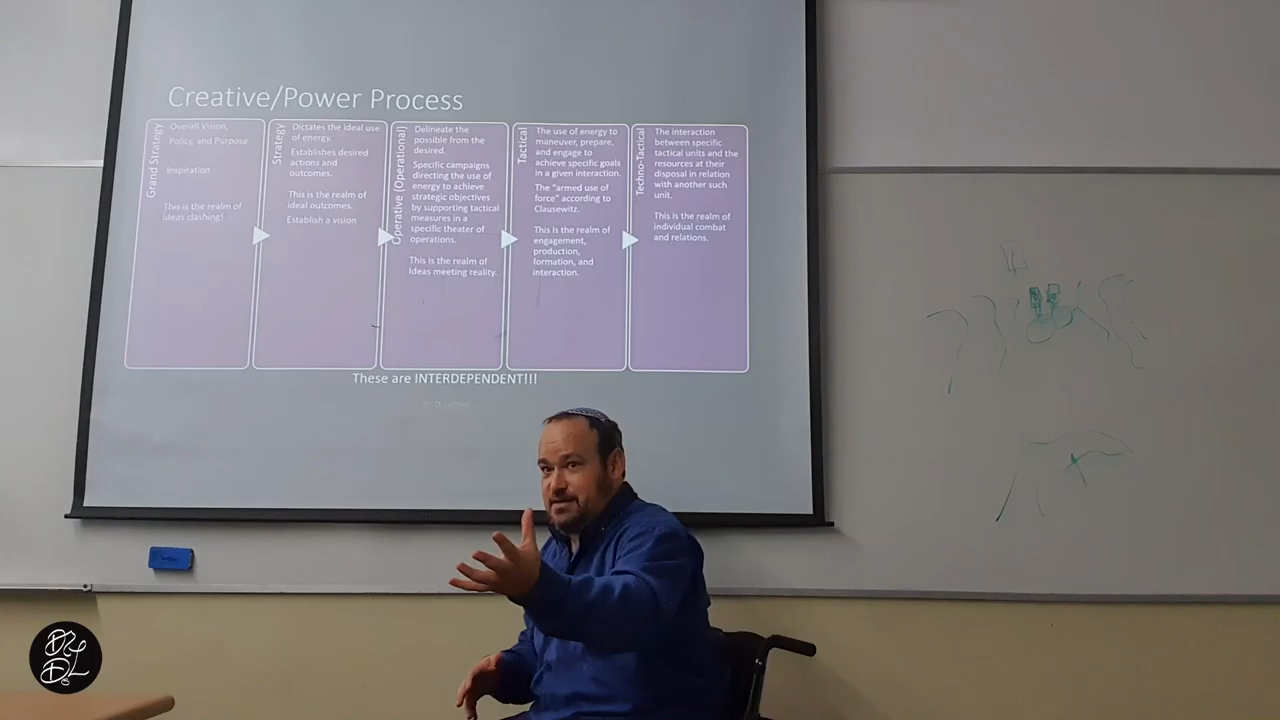 Creative/Power Process
Grand Strategy
Overall Vision,
Policy, and Purpose
Inspiration
This is the realm of
Ideas clashing!
Strategy
Dictates the ideal use
of energy.
Establishes desired
actions and
outcomes.
This is the realm of
ideal outcomes.
Establish a vision
Operative (Operational)
Delineate the
possible from the
desired.
Specific campaigns
directing the use of
energy to achieve
strategic objectives
by supporting tactical
measures in a
specific theater of
operations.
This is the realm of
Ideas meeting reality.
Tactical
The use of energy to
maneuver, prepare,
and engage to
achieve specific goals
in a given interaction.
The "armed use of
force" according to
Clausewitz.
This is the realm of
engagement,
production,
formation, and
interaction.
Techno-Tactical
The interaction
between specific
tactical units and the
resources at their
disposal in relation
with another such
unit.
This is the realm of
individual combat
and relations.
These are INTERDEPENDENT!!!